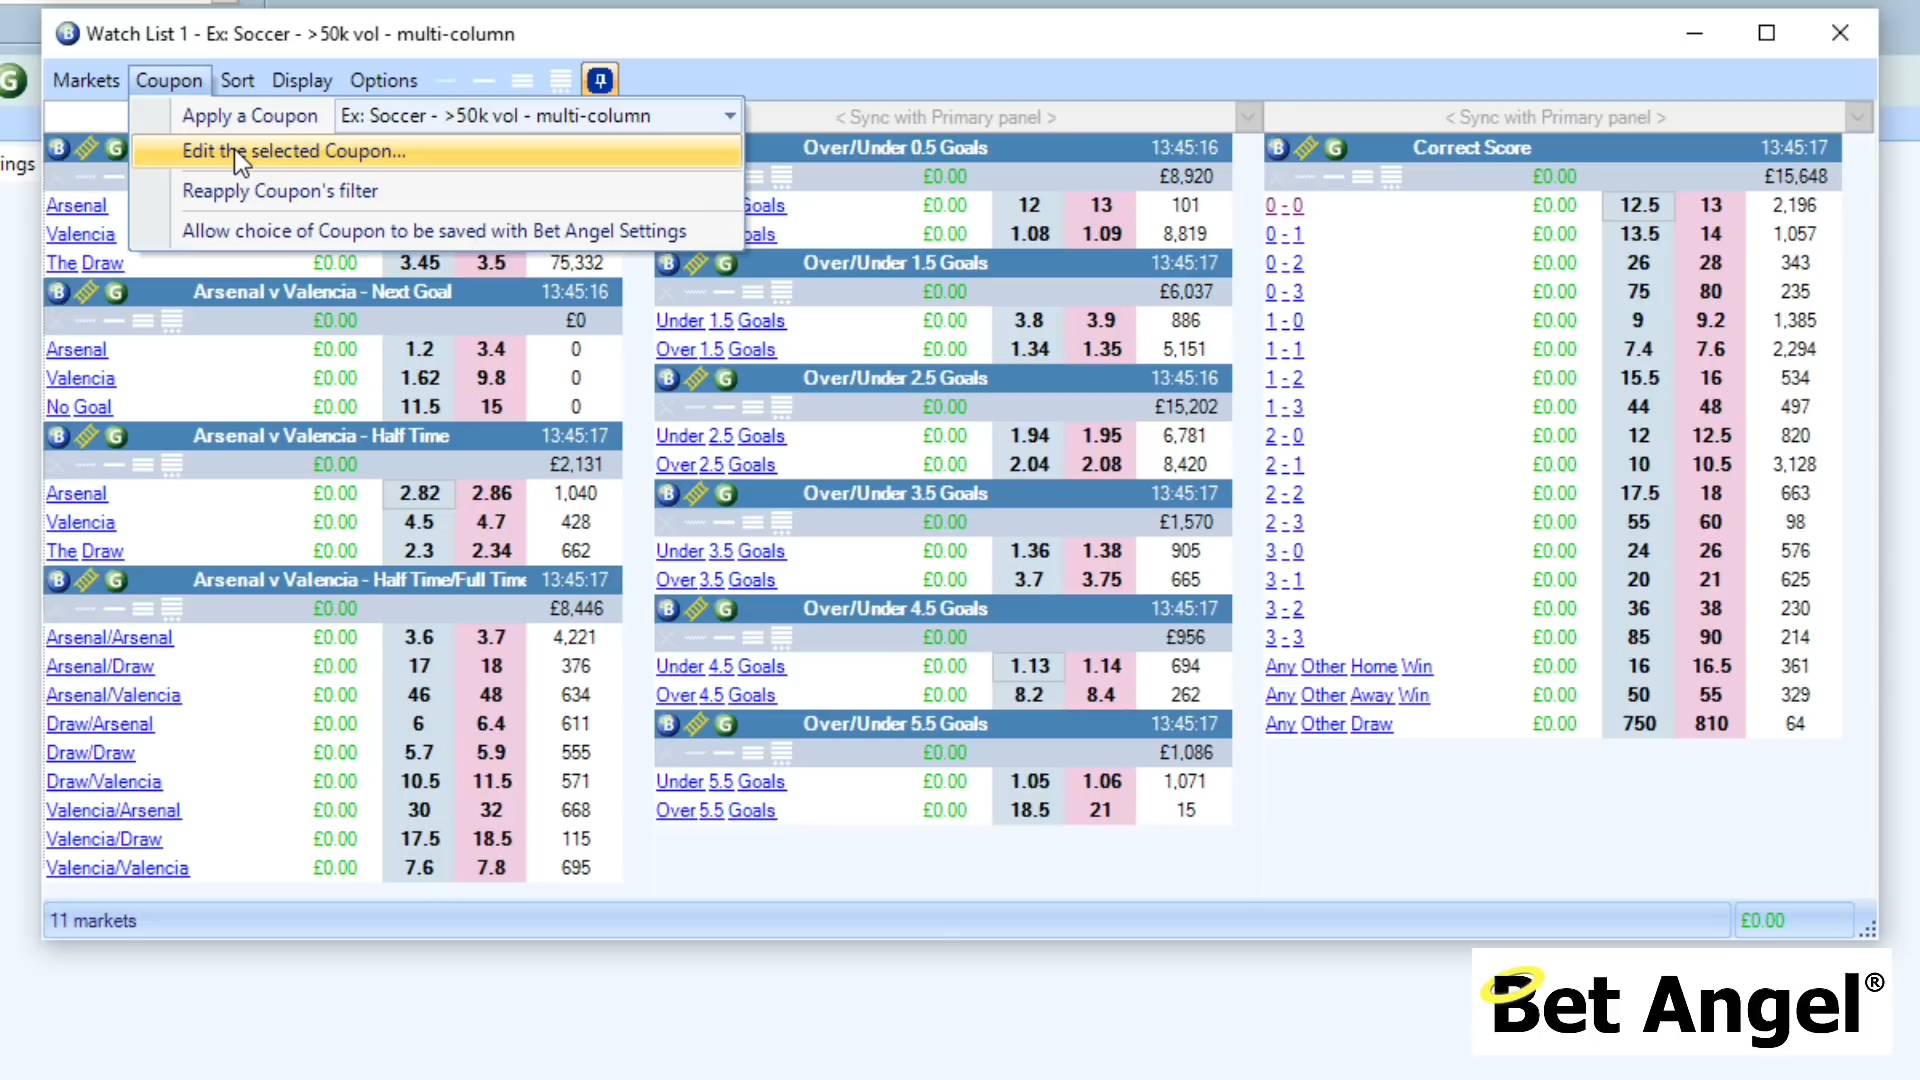 Watch List 1 - Ex: Soccer - >50k vol - multi-column
Markets Coupon Sort Display Options
G
ings
Apply a Coupon Ex: Soccer - >50k vol - multi-column
Edit the selected Coupon...
Reapply Coupon's filter
Allow choice of Coupon to be saved with Bet Angel Settings
Arsenal
Valencia
The Draw £0.00 3.45 3.5 75,332
Arsenal v Valencia - Next Goal 13:45:16
£0.00 £0
Arsenal £0.00 1.2 3.4 0
Valencia £0.00 1.62 9.8 0
No Goal £0.00 11.5 15 0
Arsenal v Valencia - Half Time 13:45:17
£0.00 £2,131
Arsenal £0.00 2.82 2.86 1,040
Valencia £0.00 4.5 4.7 428
The Draw £0.00 2.3 2.34 662
Arsenal v Valencia - Half Time/Full Time 13:45:17
£0.00 £8,446
Arsenal/Arsenal £0.00 3.6 3.7 4,221
Arsenal/Draw £0.00 17 18 376
Arsenal/Valencia £0.00 46 48 634
Draw/Arsenal £0.00 6 6.4 611
Draw/Draw £0.00 5.7 5.9 555
Draw/Valencia £0.00 10.5 11.5 571
Valencia/Arsenal £0.00 30 32 668
Valencia/Draw £0.00 17.5 18.5 115
Valencia/Valencia £0.00 7.6 7.8 695
< Sync with Primary panel >
Over/Under 0.5 Goals 13:45:16
£0.00 £8,920
Goals £0.00 12 13 101
£0.00 1.08 1.09 8,819
Over/Under 1.5 Goals 13:45:17
£0.00 £6,037
Under 1.5 Goals £0.00 3.8 3.9 886
Over 1.5 Goals £0.00 1.34 1.35 5,151
Over/Under 2.5 Goals 13:45:16
£0.00 £15,202
Under 2.5 Goals £0.00 1.94 1.95 6,781
Over 2.5 Goals £0.00 2.04 2.08 8,420
Over/Under 3.5 Goals 13:45:17
£0.00 £1,570
Under 3.5 Goals £0.00 1.36 1.38 905
Over 3.5 Goals £0.00 3.7 3.75 665
Over/Under 4.5 Goals 13:45:17
£0.00 £956
Under 4.5 Goals £0.00 1.13 1.14 694
Over 4.5 Goals £0.00 8.2 8.4 262
Over/Under 5.5 Goals 13:45:17
£0.00 £1,086
Under 5.5 Goals £0.00 1.05 1.06 1,071
Over 5.5 Goals £0.00 18.5 21 15
< Sync with Primary panel >
Correct Score 13:45:17
£0.00 £15,648
0 - 0 £0.00 12.5 13 2,196
0 - 1 £0.00 13.5 14 1,057
0 - 2 £0.00 26 28 343
0 - 3 £0.00 75 80 235
1 - 0 £0.00 9 9.2 1,385
1 - 1 £0.00 7.4 7.6 2,294
1 - 2 £0.00 15.5 16 534
1 - 3 £0.00 44 48 497
2 - 0 £0.00 12 12.5 820
2 - 1 £0.00 10 10.5 3,128
2 - 2 £0.00 17.5 18 663
2 - 3 £0.00 55 60 98
3 - 0 £0.00 24 26 576
3 - 1 £0.00 20 21 625
3 - 2 £0.00 36 38 230
3 - 3 £0.00 85 90 214
Any Other Home Win £0.00 16 16.5 361
Any Other Away Win £0.00 50 55 329
Any Other Draw £0.00 750 810 64
11 markets £0.00
Bet Angel®